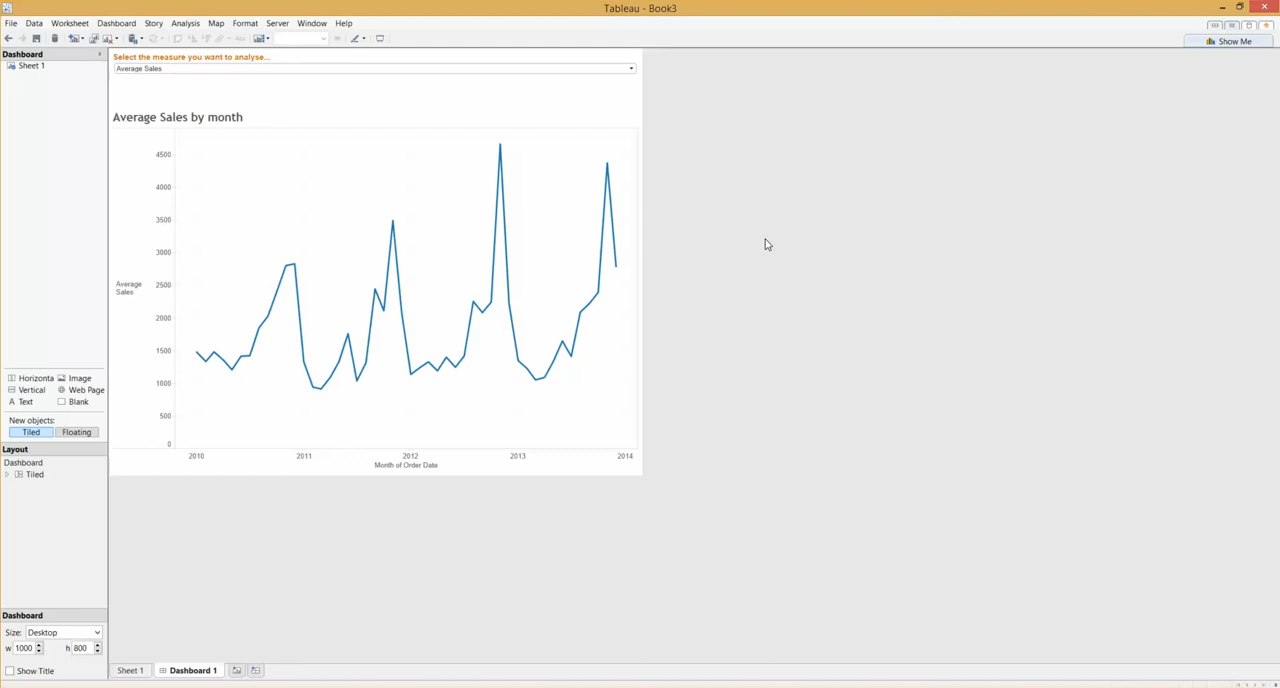 Tableau - Book3
File Data Worksheet Dashboard Story Analysis Map Format Server Window Help
Show Me
Dashboard
Sheet 1
Select the measure you want to analyse...
Average Sales
Average Sales by month
4500
4000
3500
3000
2500
2000
1500
1000
500
0
Average
Sales
2010 2011 2012 2013 2014
Month of Order Date
Horizonta Image
Vertical Web Page
A Text Blank
New objects:
Tiled Floating
Layout
Dashboard
Tiled
Dashboard
Size: Desktop
w 1000 h 800
Show Title
Sheet 1 Dashboard 1